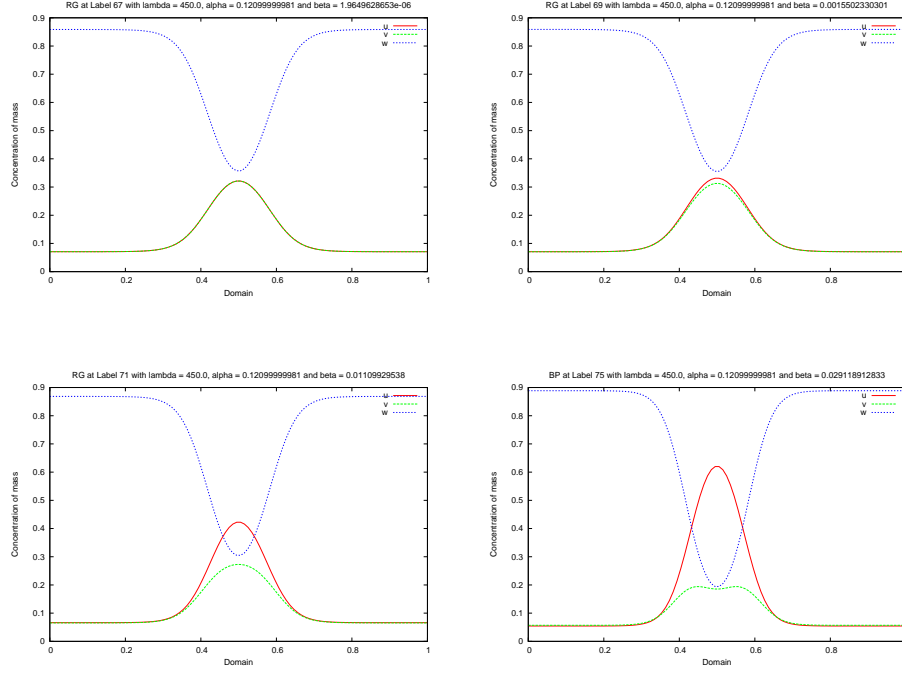 RG at Label 67 with lambda = 450.0, alpha = 0.12099999981 and beta = 1.9649628653e-06
u
v
w
0.9
0.8
0.7
0.6
0.5
0.4
0.3
0.2
0.1
0
Concentration of mass
0 0.2 0.4 0.6 0.8 1
Domain
RG at Label 69 with lambda = 450.0, alpha = 0.12099999981 and beta = 0.0015502330301
u
v
w
0.9
0.8
0.7
0.6
0.5
0.4
0.3
0.2
0.1
0
Concentration of mass
0 0.2 0.4 0.6 0.8
Domain
RG at Label 71 with lambda = 450.0, alpha = 0.12099999981 and beta = 0.01109929538
u
v
w
0.9
0.8
0.7
0.6
0.5
0.4
0.3
0.2
0.1
0
Concentration of mass
0 0.2 0.4 0.6 0.8 1
Domain
BP at Label 75 with lambda = 450.0, alpha = 0.12099999981 and beta = 0.029118912833
u
v
w
0.9
0.8
0.7
0.6
0.5
0.4
0.3
0.2
0.1
0
Concentration of mass
0 0.2 0.4 0.6 0.8
Domain